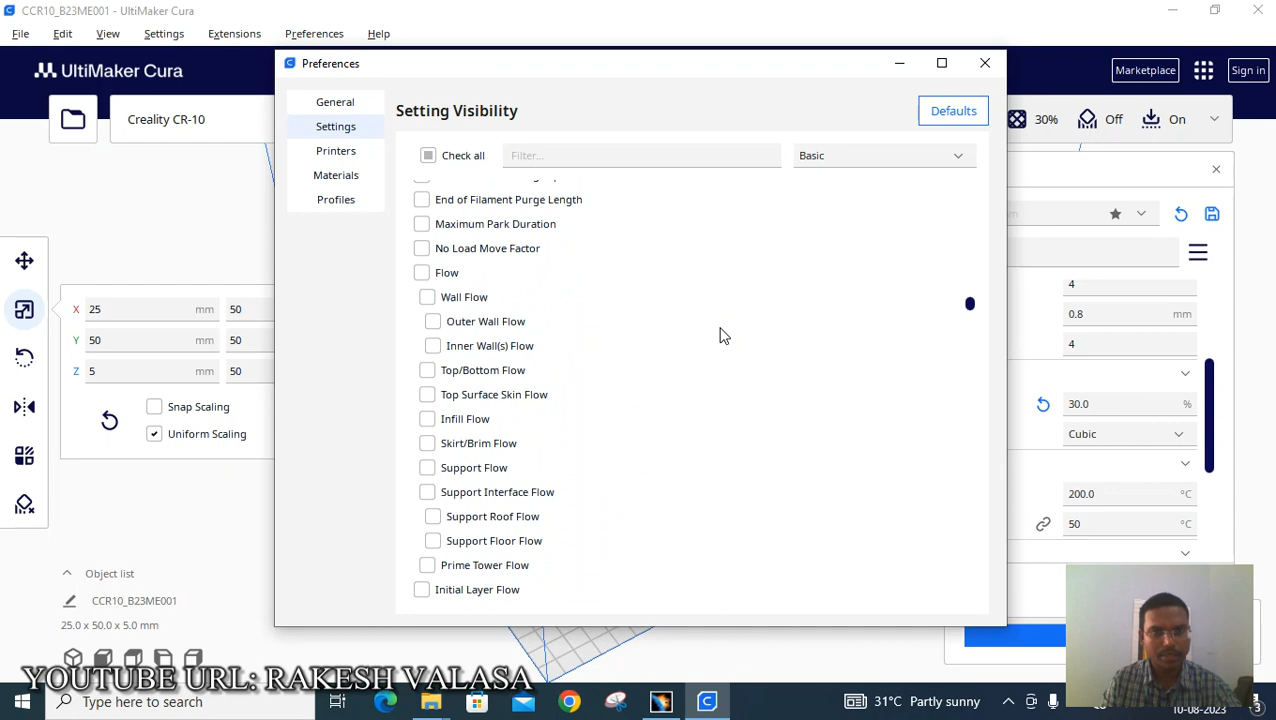 CCR10_B23ME001 - UltiMaker Cura
File Edit View Settings Extensions Preferences Help
UltiMaker Cura
Marketplace
Sign in
Creality CR-10
30%
Off
On
Preferences
General
Settings
Printers
Materials
Profiles
Setting Visibility
Defaults
Check all
Filter...
Basic
End of Filament Purge Length
Maximum Park Duration
No Load Move Factor
Flow
Wall Flow
Outer Wall Flow
Inner Wall(s) Flow
Top/Bottom Flow
Top Surface Skin Flow
Infill Flow
Skirt/Brim Flow
Support Flow
Support Interface Flow
Support Roof Flow
Support Floor Flow
Prime Tower Flow
Initial Layer Flow
X 25 mm 50
Y 50 mm 50
Z 5 mm 50
Snap Scaling
Uniform Scaling
4
0.8 mm
4
30.0 %
Cubic
200.0 °C
50 °C
Object list
CCR10_B23ME001
25.0 x 50.0 x 5.0 mm
YOUTUBE URL: RAKESH VALASA
Type here to search
31°C Partly sunny
10-08-2023